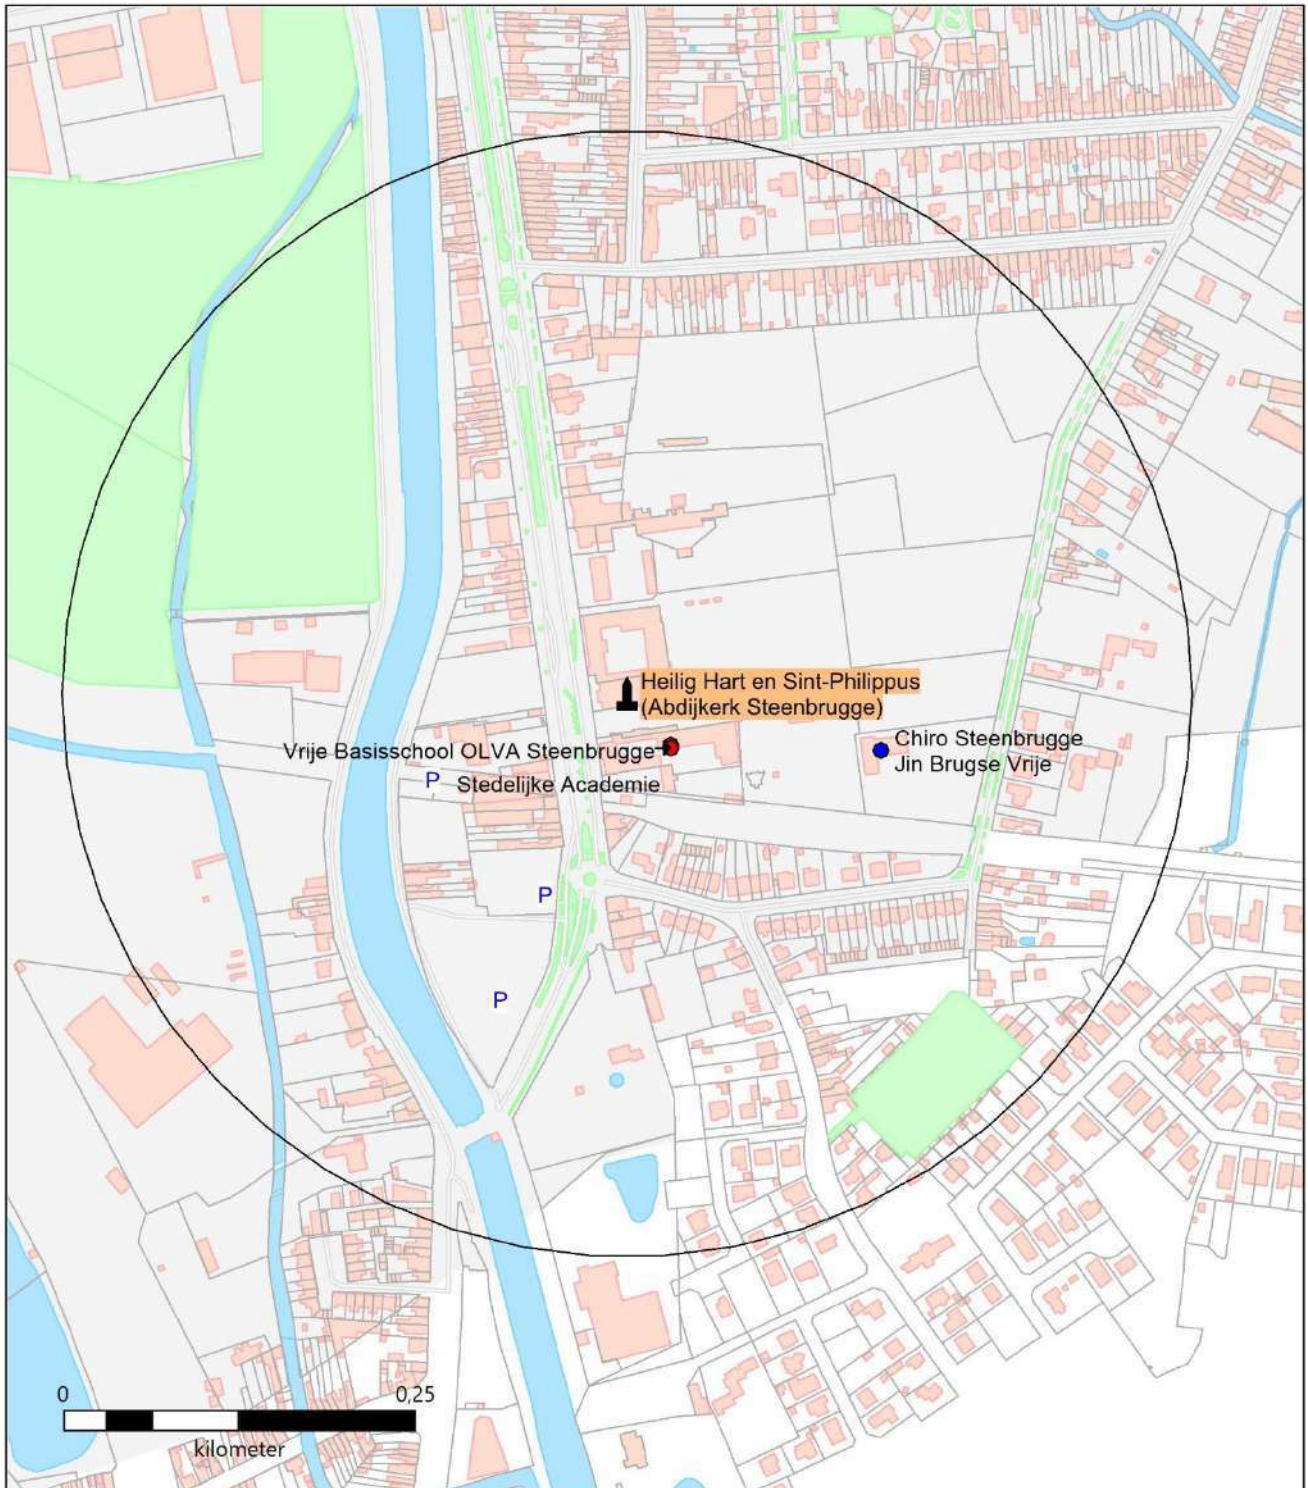 Heilig Hart en Sint-Philippus
(Abdijkerk Steenbrugge)
Vrije Basisschool OLVA Steenbrugge
Chiro Steenbrugge
Jin Brugse Vrije
P
Stedelijke Academie
P
P
0
0,25
kilometer